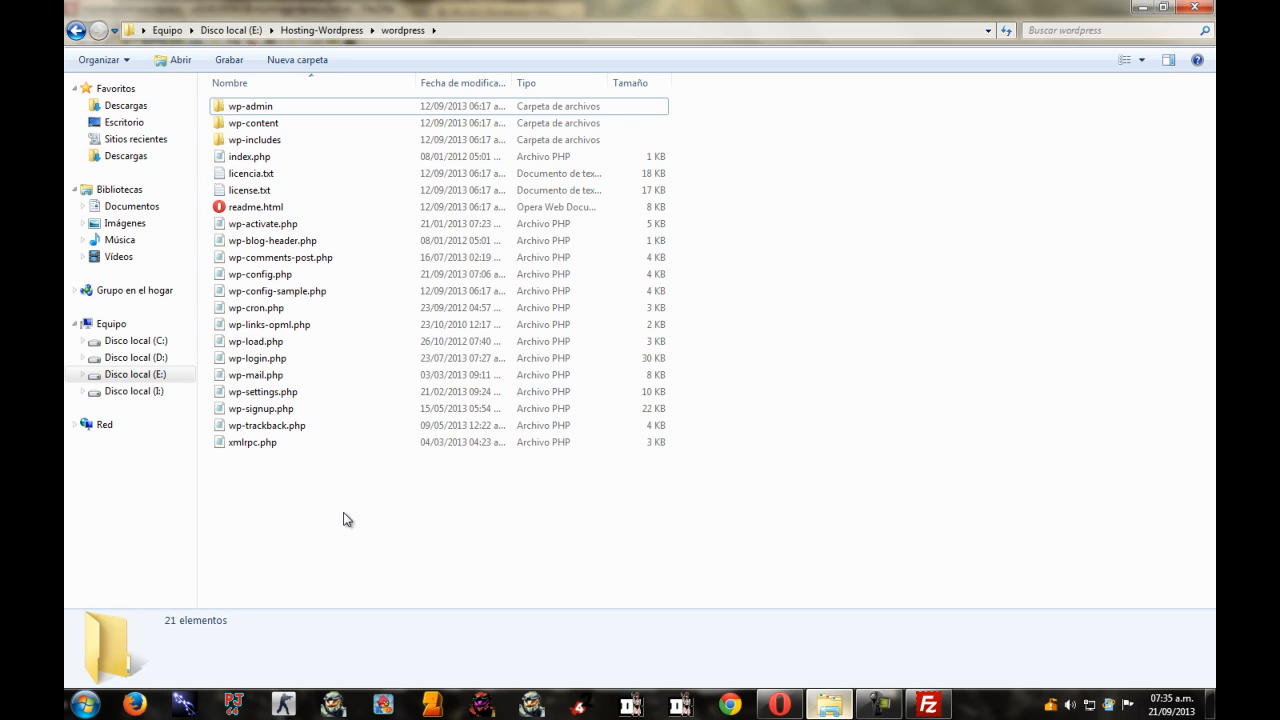 Equipo Disco local (E:) Hosting-Wordpress wordpress Buscar wordpress
Organizar Abrir Grabar Nueva carpeta
Nombre Fecha de modifica... Tipo Tamaño
Favoritos
Descargas
Escritorio
Sitios recientes
Descargas
Bibliotecas
Documentos
Imágenes
Música
Vídeos
Grupo en el hogar
Equipo
Disco local (C:)
Disco local (D:)
Disco local (E:)
Disco local (I:)
Red
wp-admin 12/09/2013 06:17 a... Carpeta de archivos
wp-content 12/09/2013 06:17 a... Carpeta de archivos
wp-includes 12/09/2013 06:17 a... Carpeta de archivos
index.php 08/01/2012 05:01 ... Archivo PHP 1 KB
licencia.txt 12/09/2013 06:17 a... Documento de tex... 18 KB
license.txt 12/09/2013 06:17 a... Documento de tex... 17 KB
readme.html 12/09/2013 06:17 a... Opera Web Docu... 8 KB
wp-activate.php 21/01/2013 07:23 ... Archivo PHP 5 KB
wp-blog-header.php 08/01/2012 05:01 ... Archivo PHP 1 KB
wp-comments-post.php 16/07/2013 02:19 ... Archivo PHP 4 KB
wp-config.php 21/09/2013 07:06 a... Archivo PHP 4 KB
wp-config-sample.php 12/09/2013 06:17 a... Archivo PHP 4 KB
wp-cron.php 23/09/2012 04:57 ... Archivo PHP 3 KB
wp-links-opml.php 23/10/2010 12:17 ... Archivo PHP 2 KB
wp-load.php 26/10/2012 07:40 ... Archivo PHP 3 KB
wp-login.php 23/07/2013 07:27 a... Archivo PHP 30 KB
wp-mail.php 03/03/2013 09:11 ... Archivo PHP 8 KB
wp-settings.php 21/02/2013 09:24 ... Archivo PHP 10 KB
wp-signup.php 15/05/2013 05:54 ... Archivo PHP 22 KB
wp-trackback.php 09/05/2013 12:22 ... Archivo PHP 4 KB
xmlrpc.php 04/03/2013 04:23 a... Archivo PHP 3 KB
21 elementos
07:35 a.m.
21/09/2013